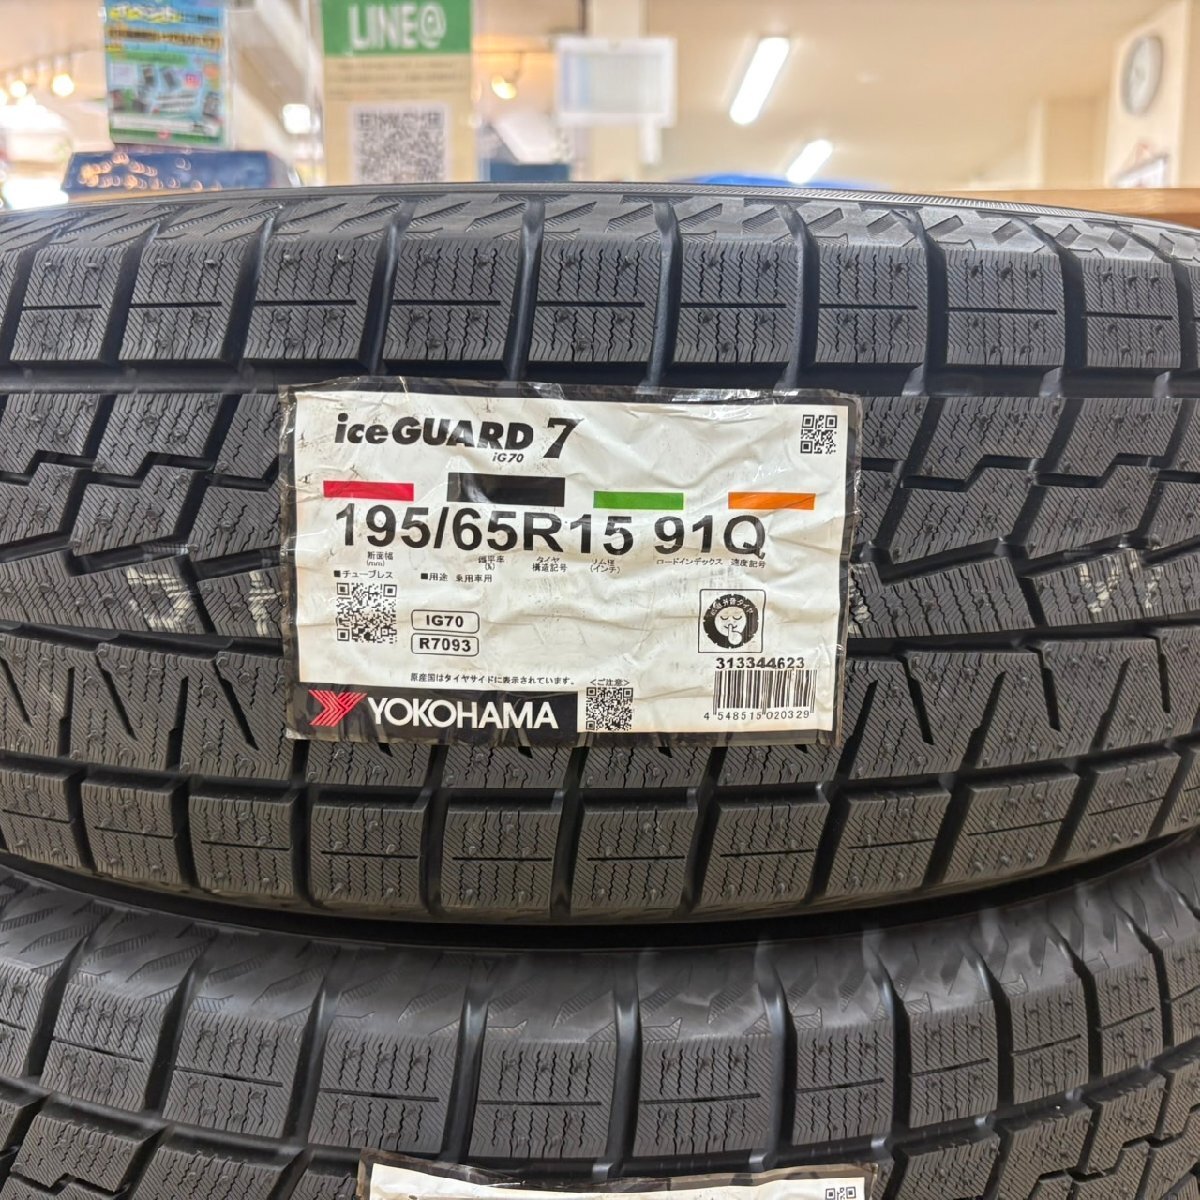 LINE@
iceGUARD 7
iG70
195/65R15 91Q
断面幅 (mm)
偏平率 (%)
タイヤ構造記号
リム径 (インチ)
ロードインデックス
速度記号
■チューブレス ■用途 乗用車用
IG70
R7093
313344623
原産国はタイヤサイドに表示されています。
<ご注意>
YOKOHAMA
4 548515 020329